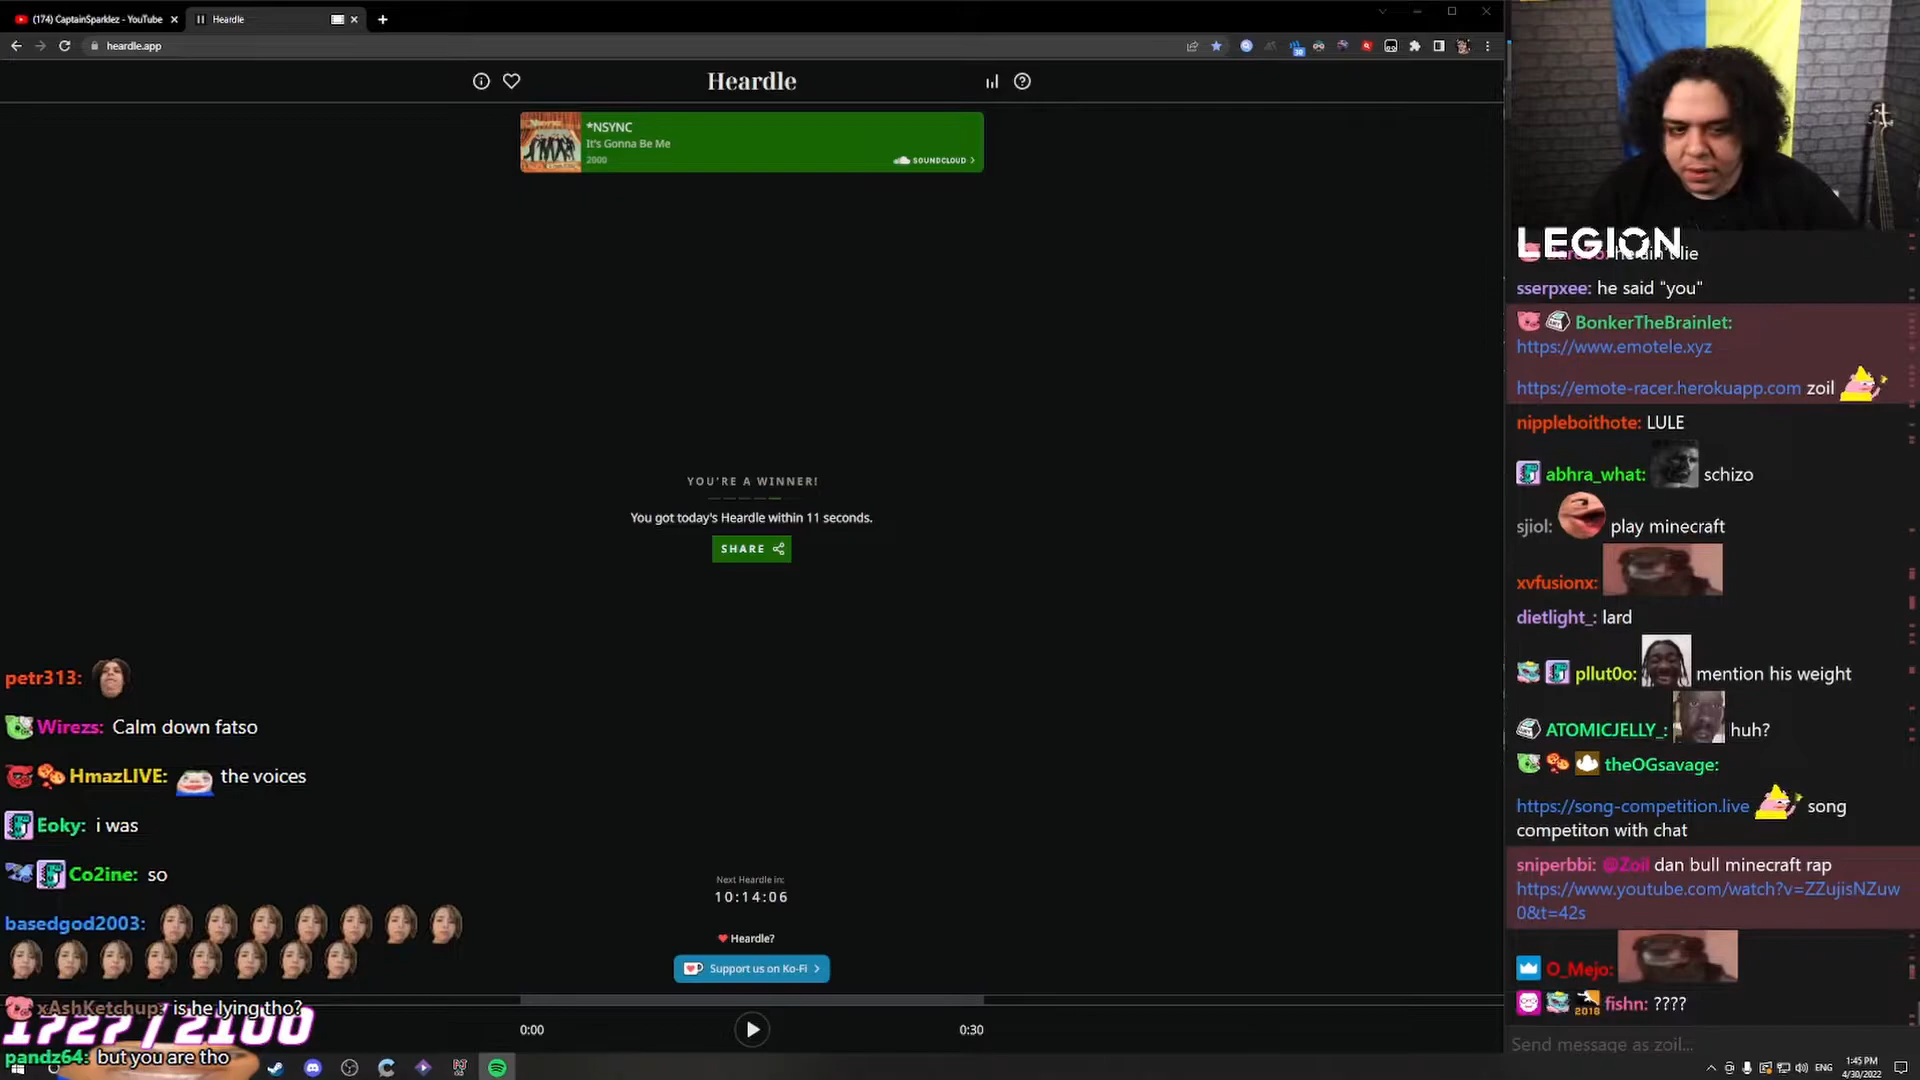 (174) CaptainSparklez - YouTube
Heardle
heardle.app
Heardle
*NSYNC
It's Gonna Be Me
2000
SOUNDCLOUD
YOU'RE A WINNER!
You got today's Heardle within 11 seconds.
SHARE
Next Heardle in:
10:14:06
Heardle?
Support us on Ko-Fi
0:00
0:30
petr313:
Wirezs: Calm down fatso
HmazLIVE: the voices
Eoky: i was
Co2ine: so
basedgod2003:
xAshKetchup: is he lying tho?
1727/2100
pandz64: but you are tho
LEGION
he ain't lie
sserpxee: he said "you"
BonkerTheBrainlet:
https://www.emotele.xyz
https://emote-racer.herokuapp.com zoil
nippleboithote: LULE
abhra_what: schizo
sjiol: play minecraft
xvfusionx:
dietlight_: lard
pllut0o: mention his weight
ATOMICJELLY_: huh?
theOGsavage:
https://song-competition.live song
competiton with chat
sniperbbi: @Zoil dan bull minecraft rap
https://www.youtube.com/watch?v=ZZujisNZuw
0&t=42s
O_Mejo:
2018 fishn: ????
Send message as zoil...
ENG
1:45 PM
4/30/2022